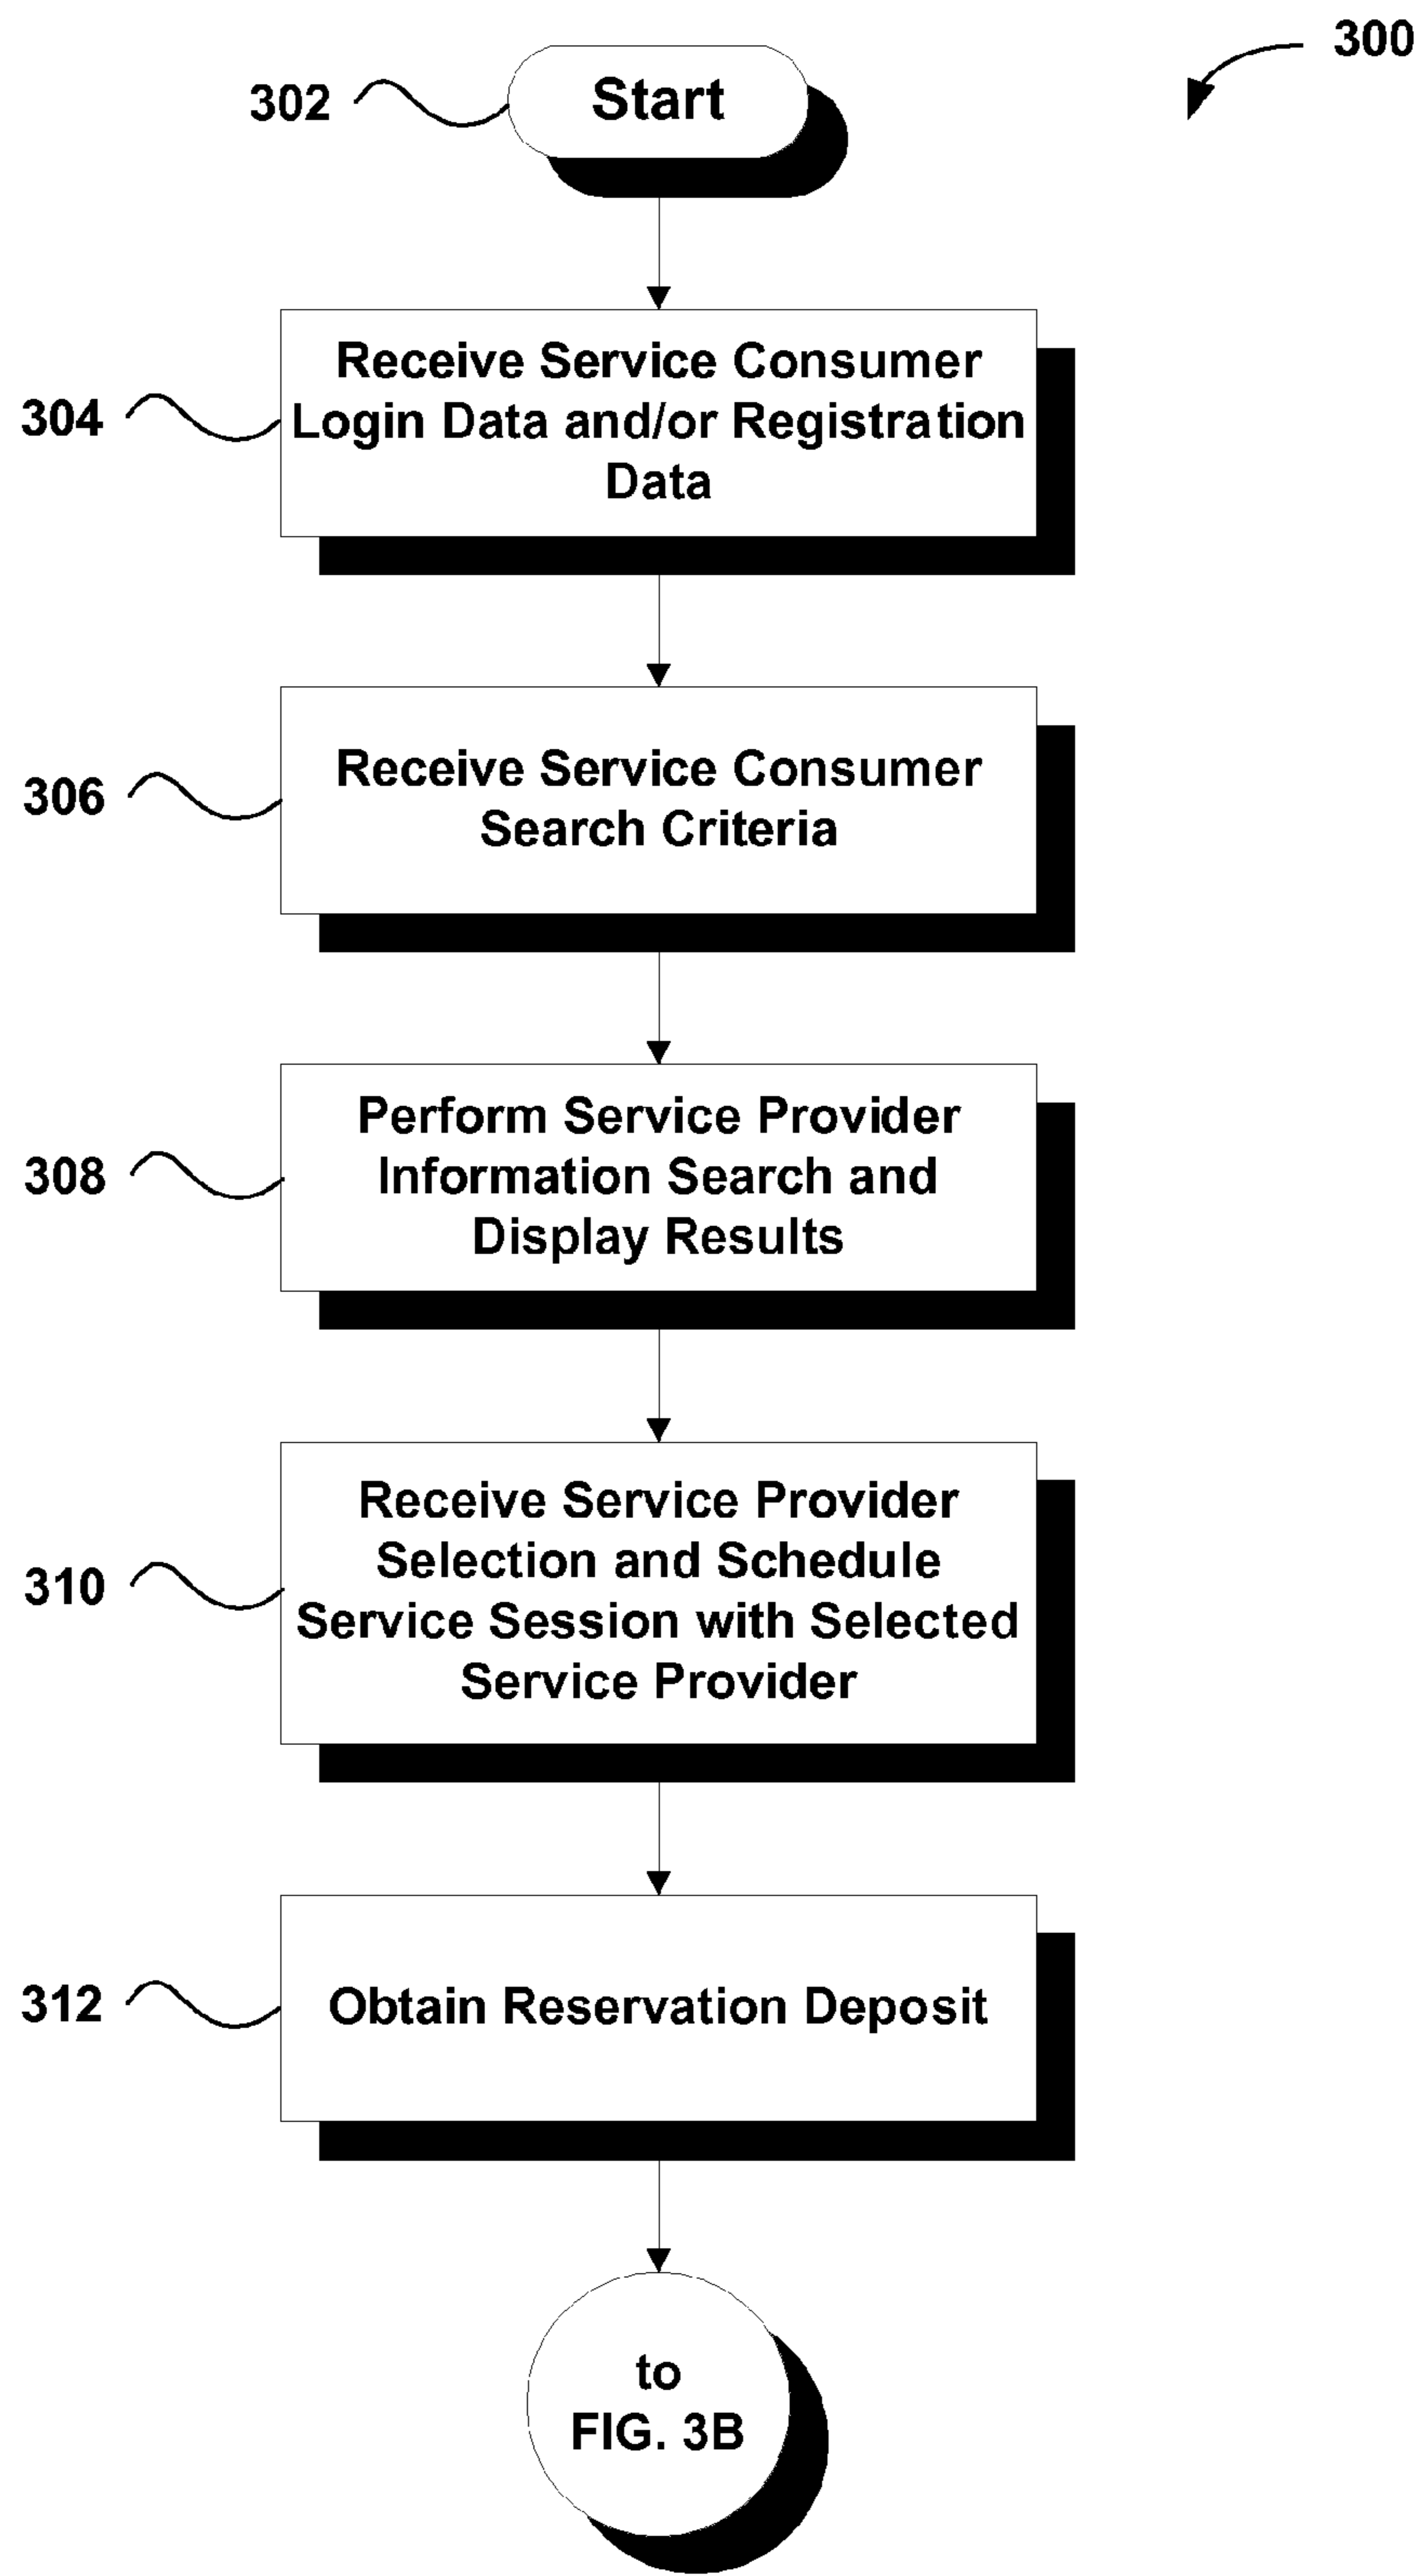 300
302
Start
304
Receive Service Consumer
Login Data and/or Registration
Data
306
Receive Service Consumer
Search Criteria
308
Perform Service Provider
Information Search and
Display Results
310
Receive Service Provider
Selection and Schedule
Service Session with Selected
Service Provider
312
Obtain Reservation Deposit
to
FIG. 3B